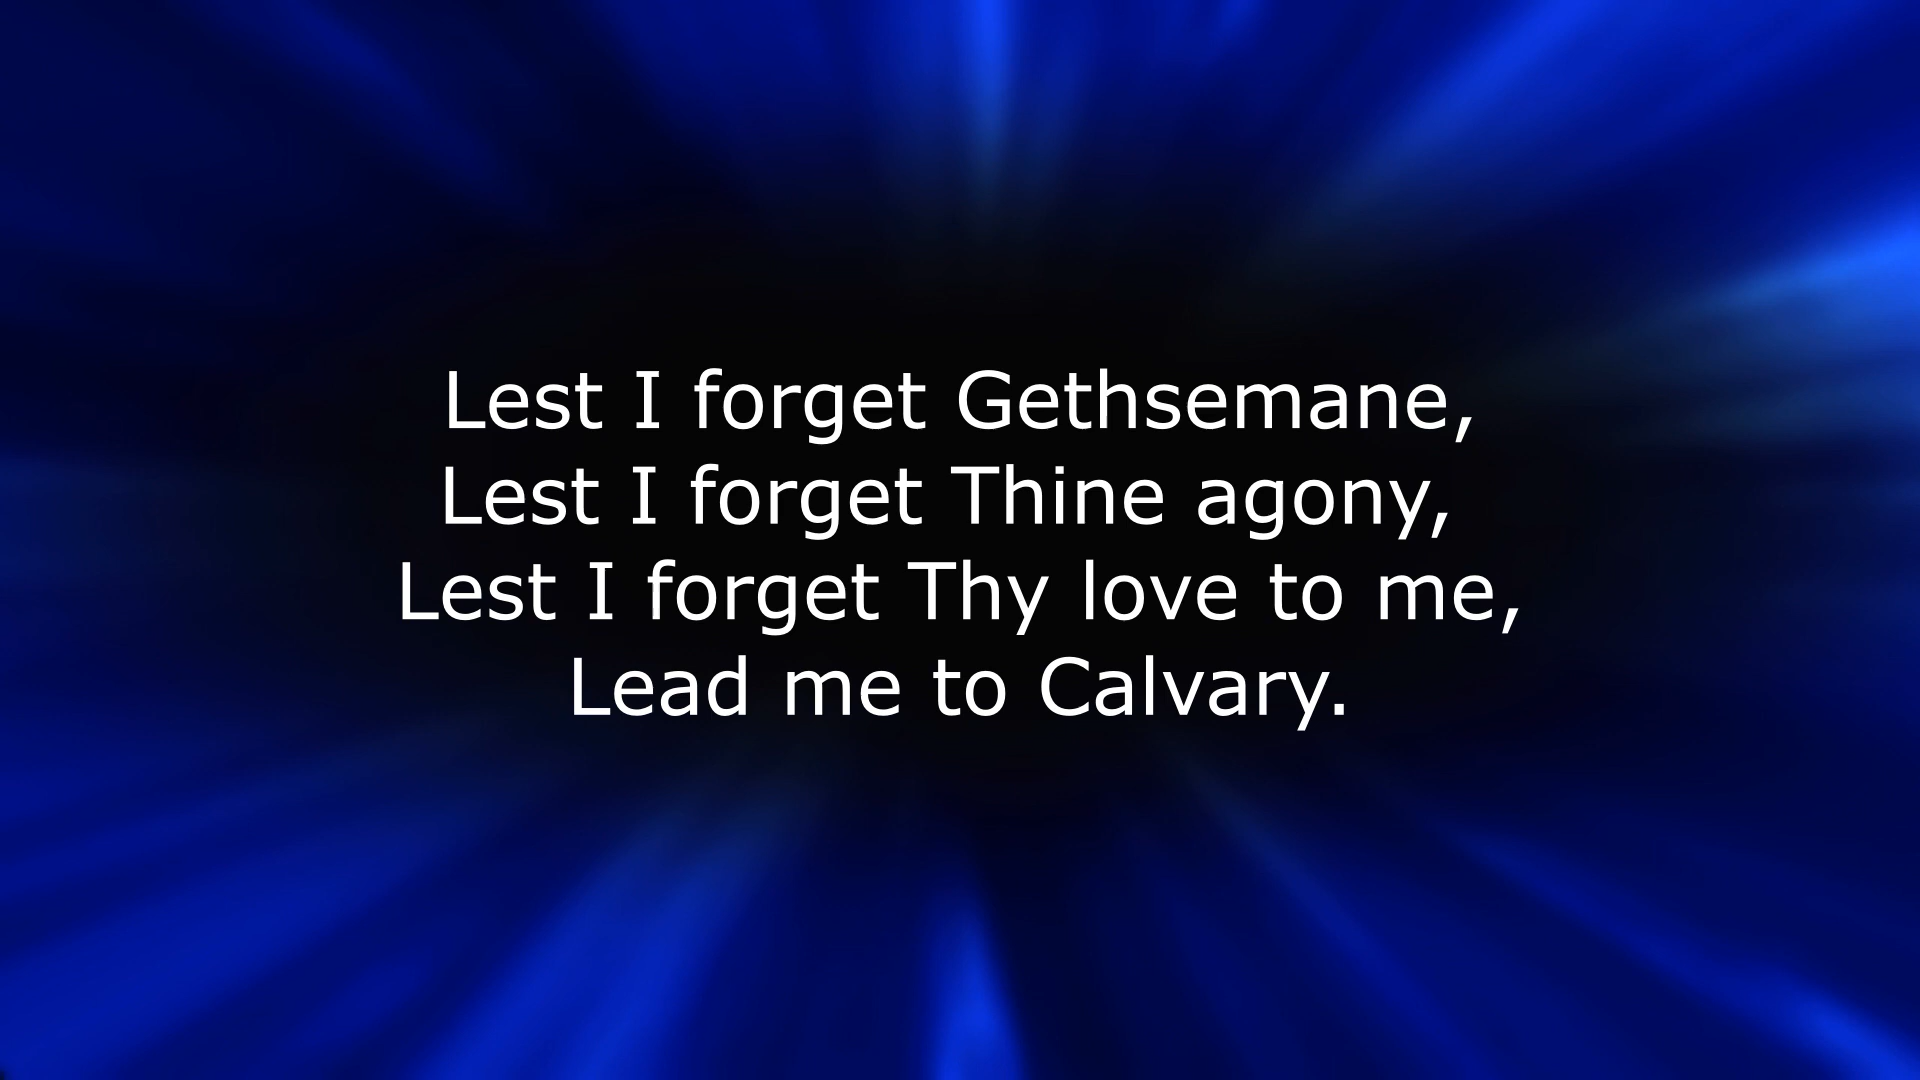 Lest I forget Gethsemane,
Lest I forget Thine agony,
Lest I forget Thy love to me,
Lead me to Calvary.